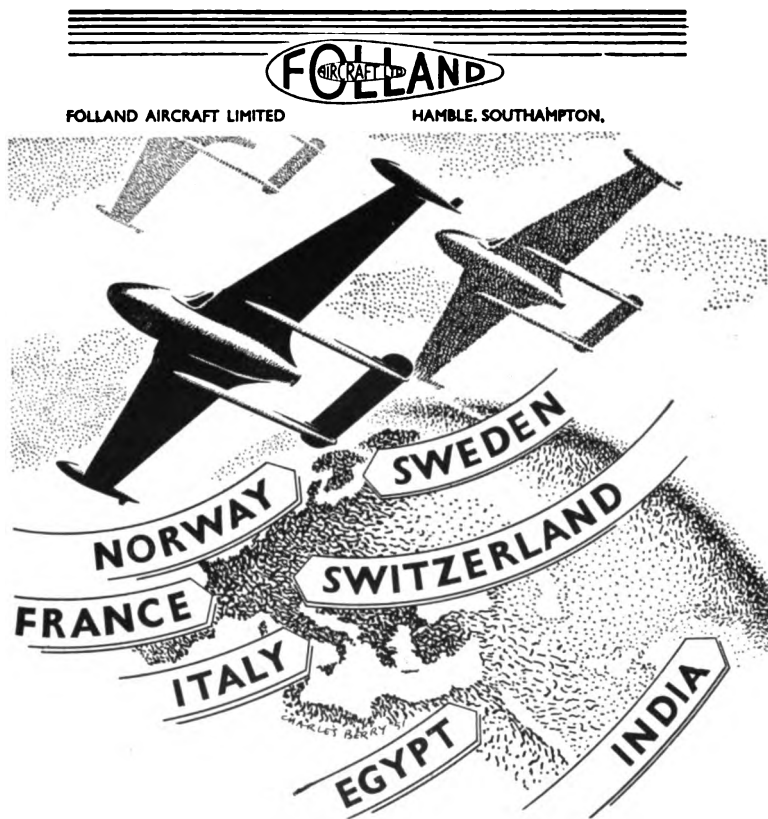 FOLLAND
AIRCRAFT LTD
FOLLAND AIRCRAFT LIMITED HAMBLE, SOUTHAMPTON,
SWEDEN
NORWAY
SWITZERLAND
FRANCE
ITALY
INDIA
EGYPT
CHARLES BERRY